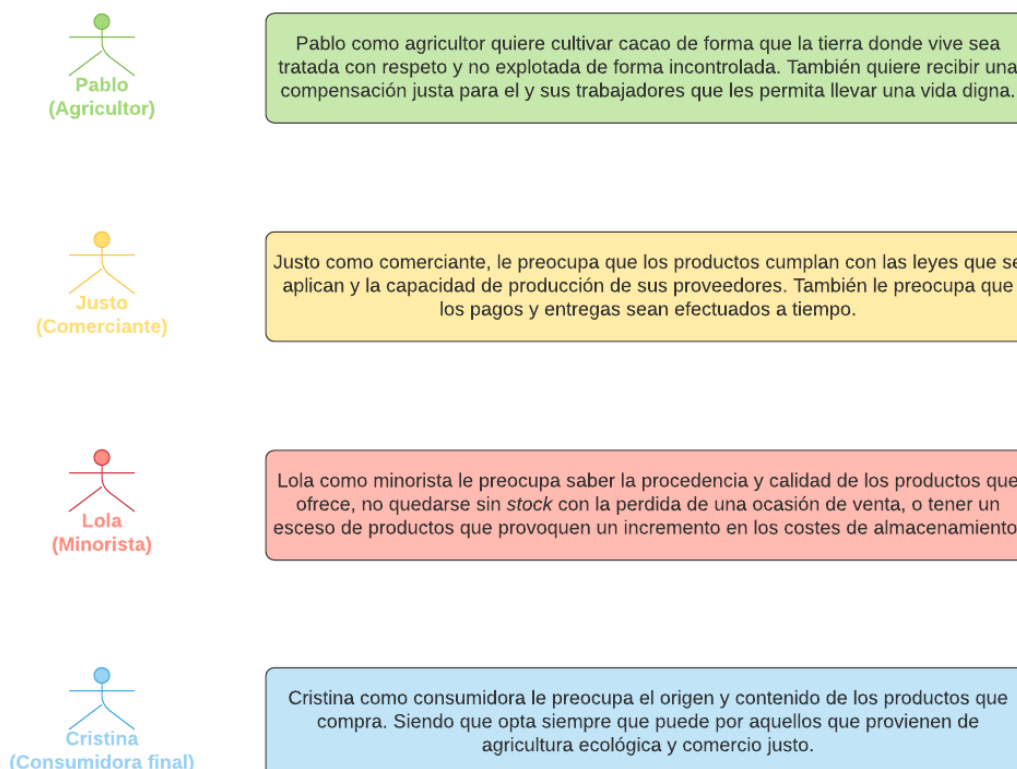 Pablo
(Agricultor)
Pablo como agricultor quiere cultivar cacao de forma que la tierra donde vive sea
tratada con respeto y no explotada de forma incontrolada. También quiere recibir una
compensación justa para el y sus trabajadores que les permita llevar una vida digna.
Justo
(Comerciante)
Justo como comerciante, le preocupa que los productos cumplan con las leyes que se
aplican y la capacidad de producción de sus proveedores. También le preocupa que
los pagos y entregas sean efectuados a tiempo.
Lola
(Minorista)
Lola como minorista le preocupa saber la procedencia y calidad de los productos que
ofrece, no quedarse sin stock con la perdida de una ocasión de venta, o tener un
esceso de productos que provoquen un incremento en los costes de almacenamiento
Cristina
(Consumidora final)
Cristina como consumidora le preocupa el origen y contenido de los productos que
compra. Siendo que opta siempre que puede por aquellos que provienen de
agricultura ecológica y comercio justo.